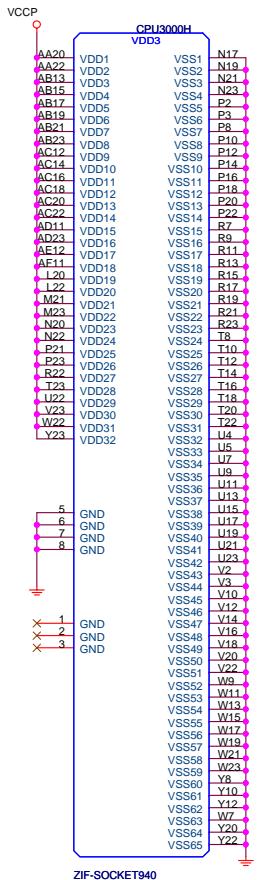 VCCP
CPU3000H
VDD3
AA20 VDD1 VSS1 N17
AA22 VDD2 VSS2 N19
AB13 VDD3 VSS3 N21
AB15 VDD4 VSS4 N23
AB17 VDD5 VSS5 P2
AB19 VDD6 VSS6 P3
AB21 VDD7 VSS7 P8
AB23 VDD8 VSS8 P10
AC12 VDD9 VSS9 P12
AC14 VDD10 VSS10 P14
AC16 VDD11 VSS11 P16
AC18 VDD12 VSS12 P18
AC20 VDD13 VSS13 P20
AC22 VDD14 VSS14 P22
AD11 VDD15 VSS15 R7
AD23 VDD16 VSS16 R9
AE12 VDD17 VSS17 R11
AF11 VDD18 VSS18 R13
L20 VDD19 VSS19 R15
L22 VDD20 VSS20 R17
M21 VDD21 VSS21 R19
M23 VDD22 VSS22 R21
N20 VDD23 VSS23 R23
N22 VDD24 VSS24 T8
P21 VDD25 VSS25 T10
P23 VDD26 VSS26 T12
R22 VDD27 VSS27 T14
T23 VDD28 VSS28 T16
U22 VDD29 VSS29 T18
V23 VDD30 VSS30 T20
W22 VDD31 VSS31 T22
Y23 VDD32 VSS32 U4
VSS33 U5
VSS34 U7
VSS35 U9
VSS36 U11
VSS37 U13
5 GND VSS38 U15
6 GND VSS39 U17
7 GND VSS40 U19
8 GND VSS41 U21
VSS42 U23
VSS43 V2
VSS44 V3
VSS45 V10
VSS46 V12
1 GND VSS47 V14
2 GND VSS48 V16
3 GND VSS49 V18
VSS50 V20
VSS51 V22
VSS52 W9
VSS53 W11
VSS54 W13
VSS55 W15
VSS56 W17
VSS57 W19
VSS58 W21
VSS59 W23
VSS60 Y8
VSS61 Y10
VSS62 Y12
VSS63 W7
VSS64 Y20
VSS65 Y22
ZIF-SOCKET940